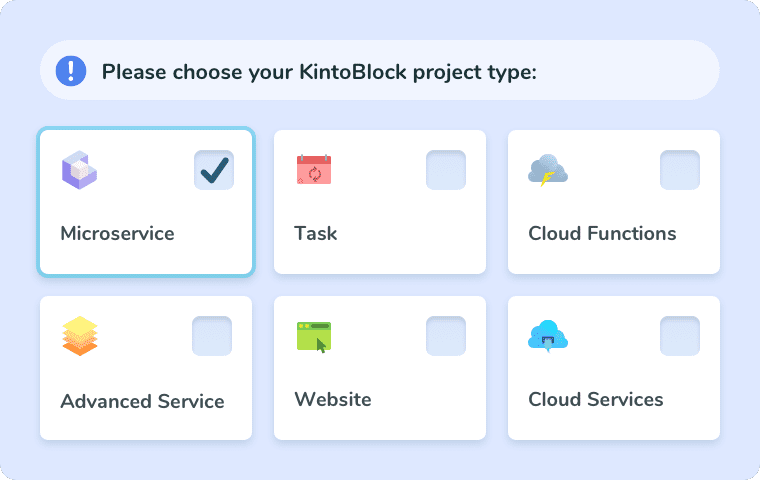 Please choose your KintoBlock project type:
Microservice
Task
Cloud Functions
Advanced Service
Website
Cloud Services